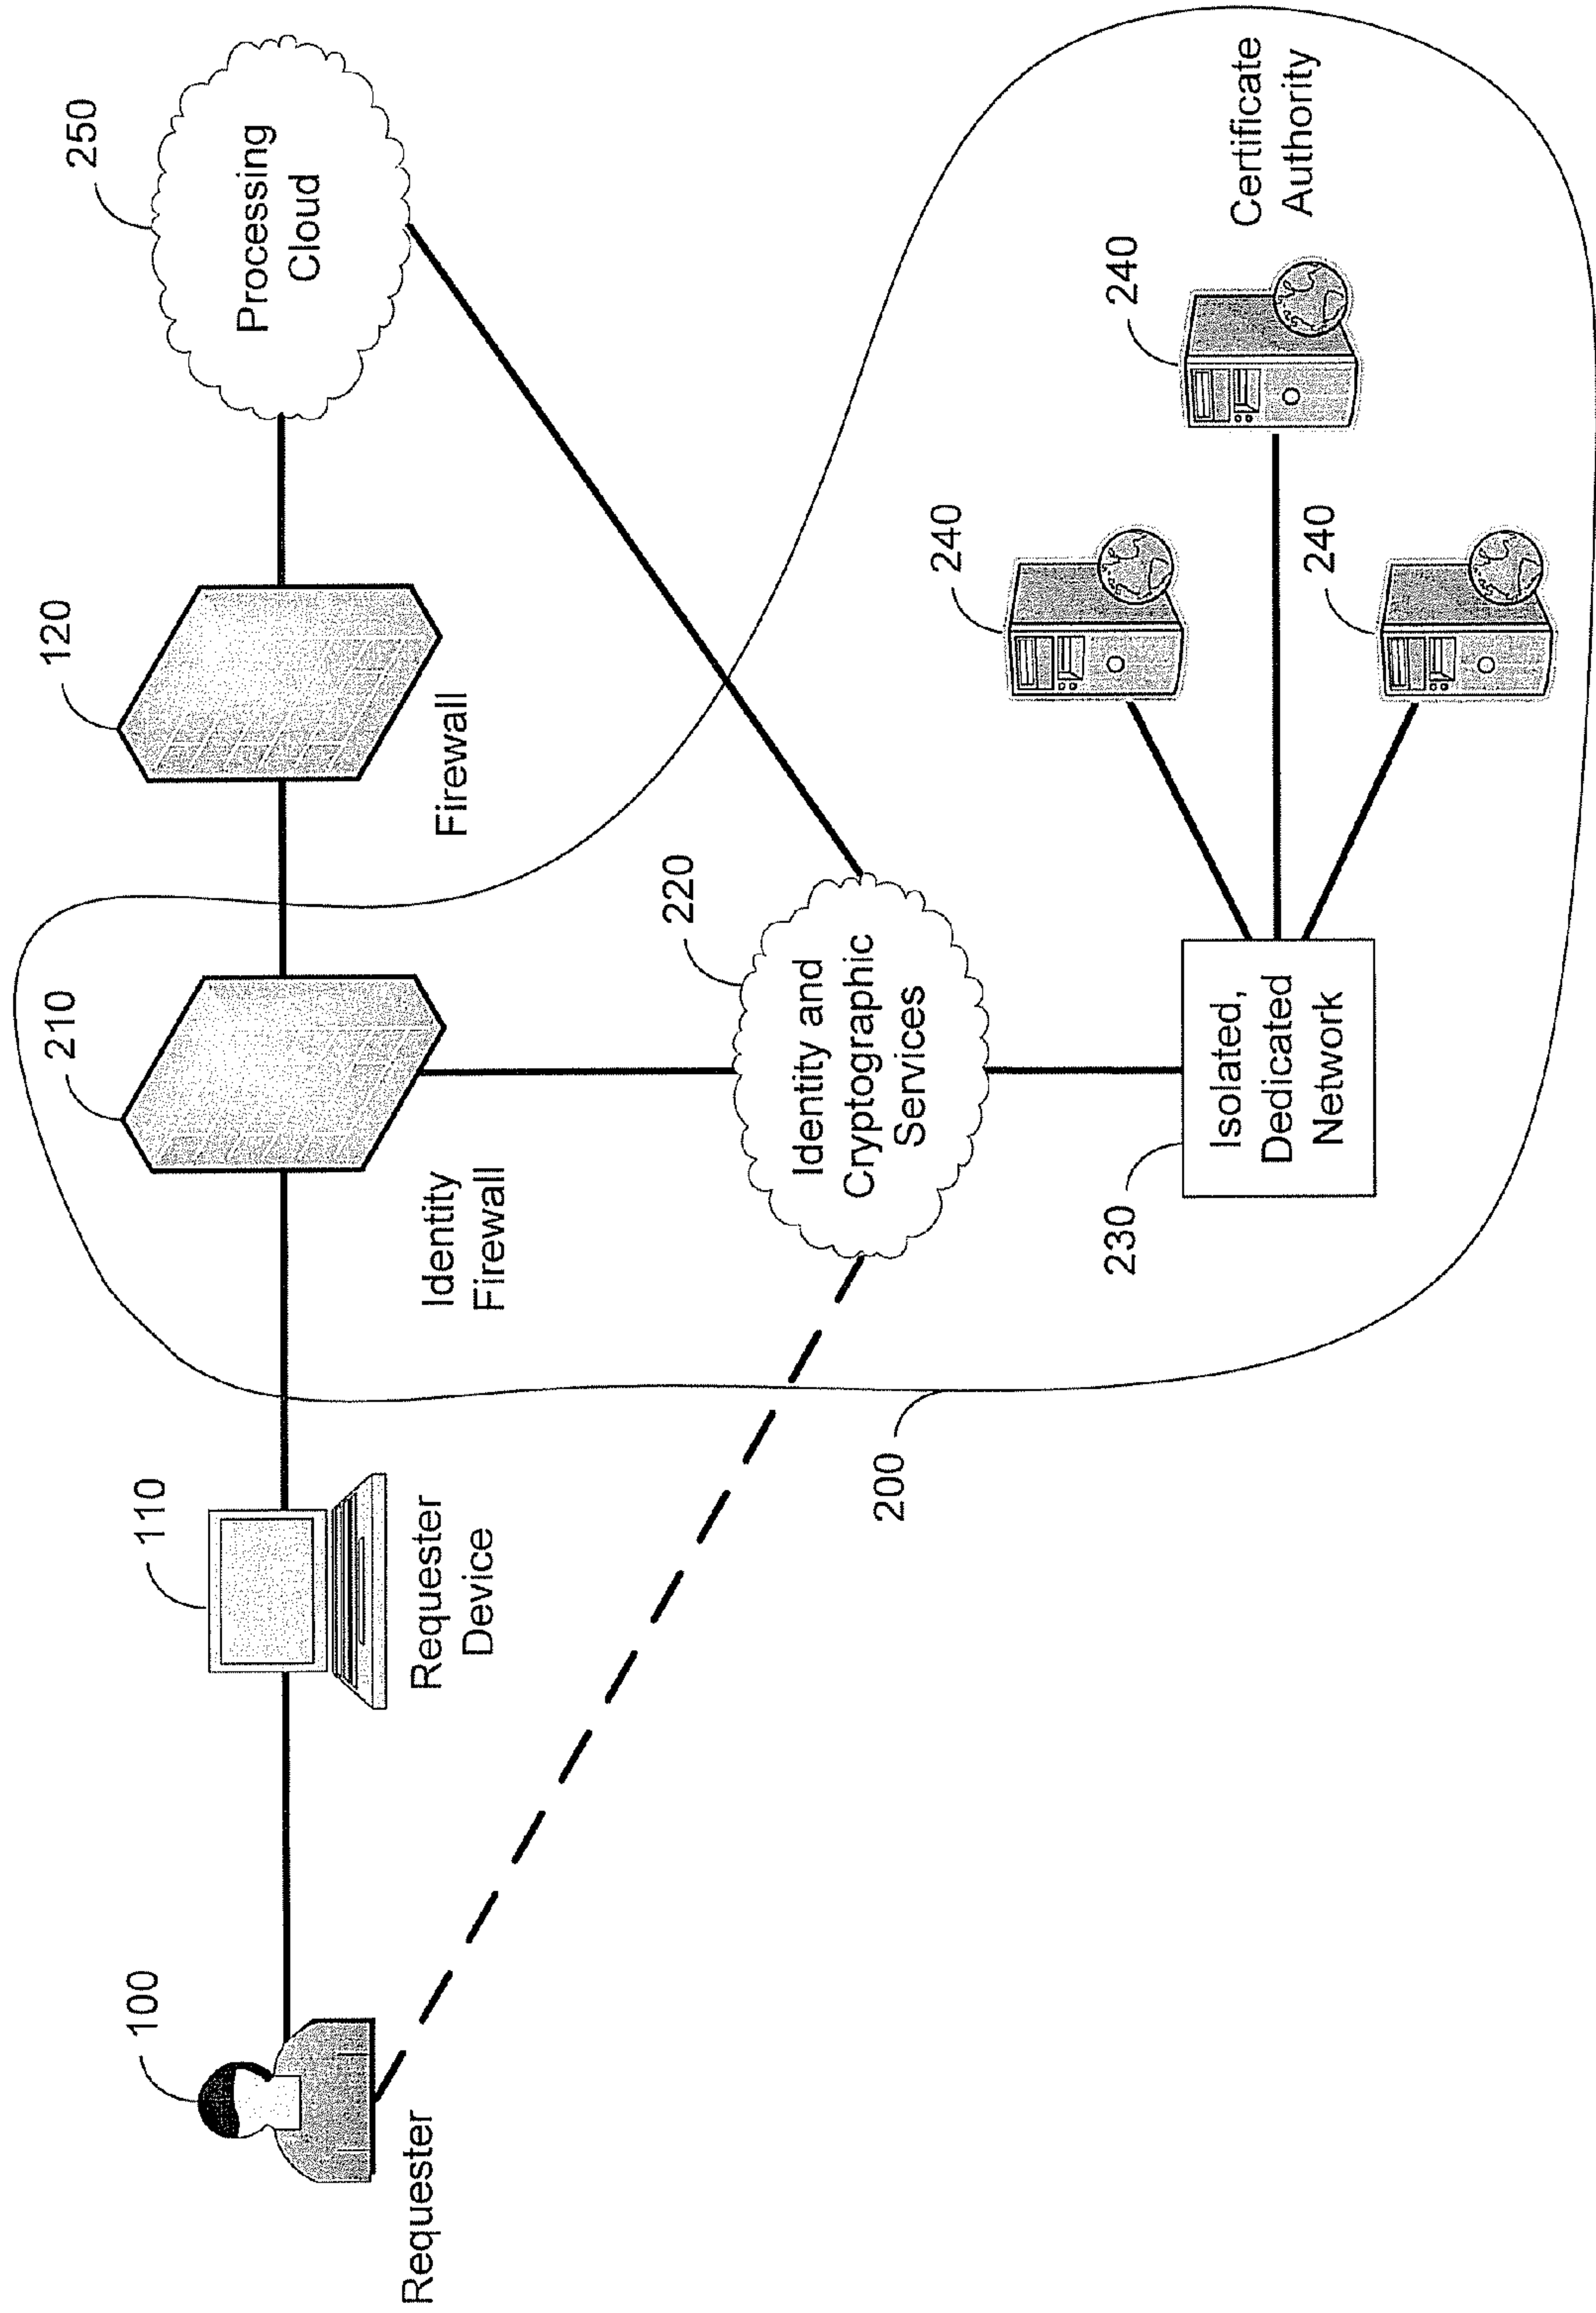 100
Requester
110
Requester
Device
210
Identity
Firewall
120
Firewall
250
Processing
Cloud
200
220
Identity and
Cryptographic
Services
230
Isolated,
Dedicated
Network
240
240
240
Certificate
Authority